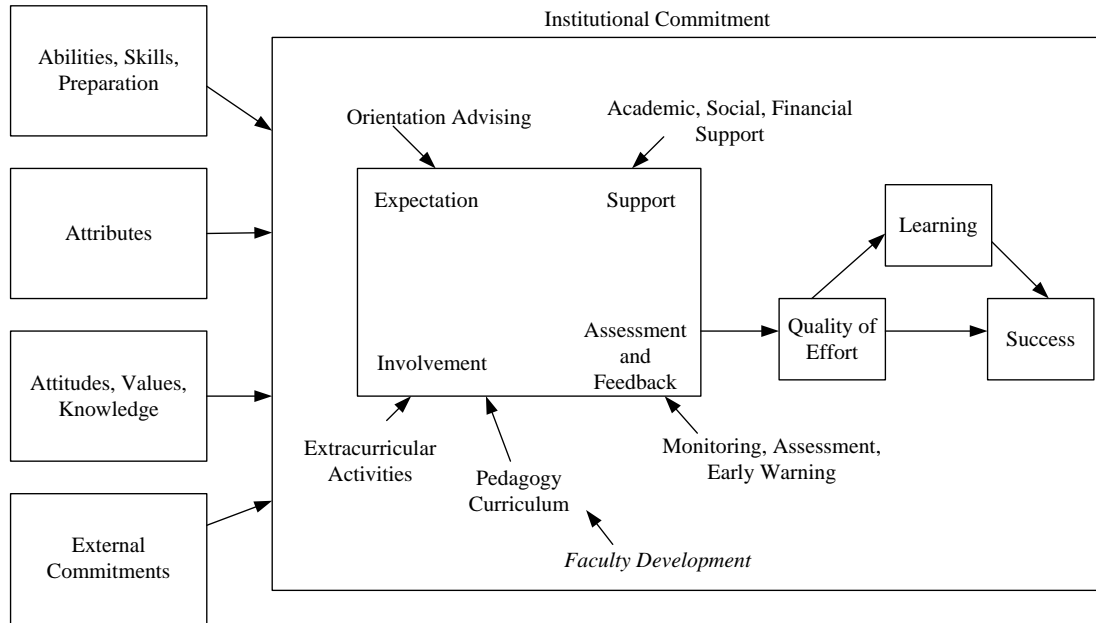 Institutional Commitment
Abilities, Skills,
Preparation
Attributes
Attitudes, Values,
Knowledge
External
Commitments
Orientation Advising
Academic, Social, Financial
Support
Expectation
Support
Involvement
Assessment
and
Feedback
Extracurricular
Activities
Pedagogy
Curriculum
Monitoring, Assessment,
Early Warning
Faculty Development
Quality of
Effort
Learning
Success